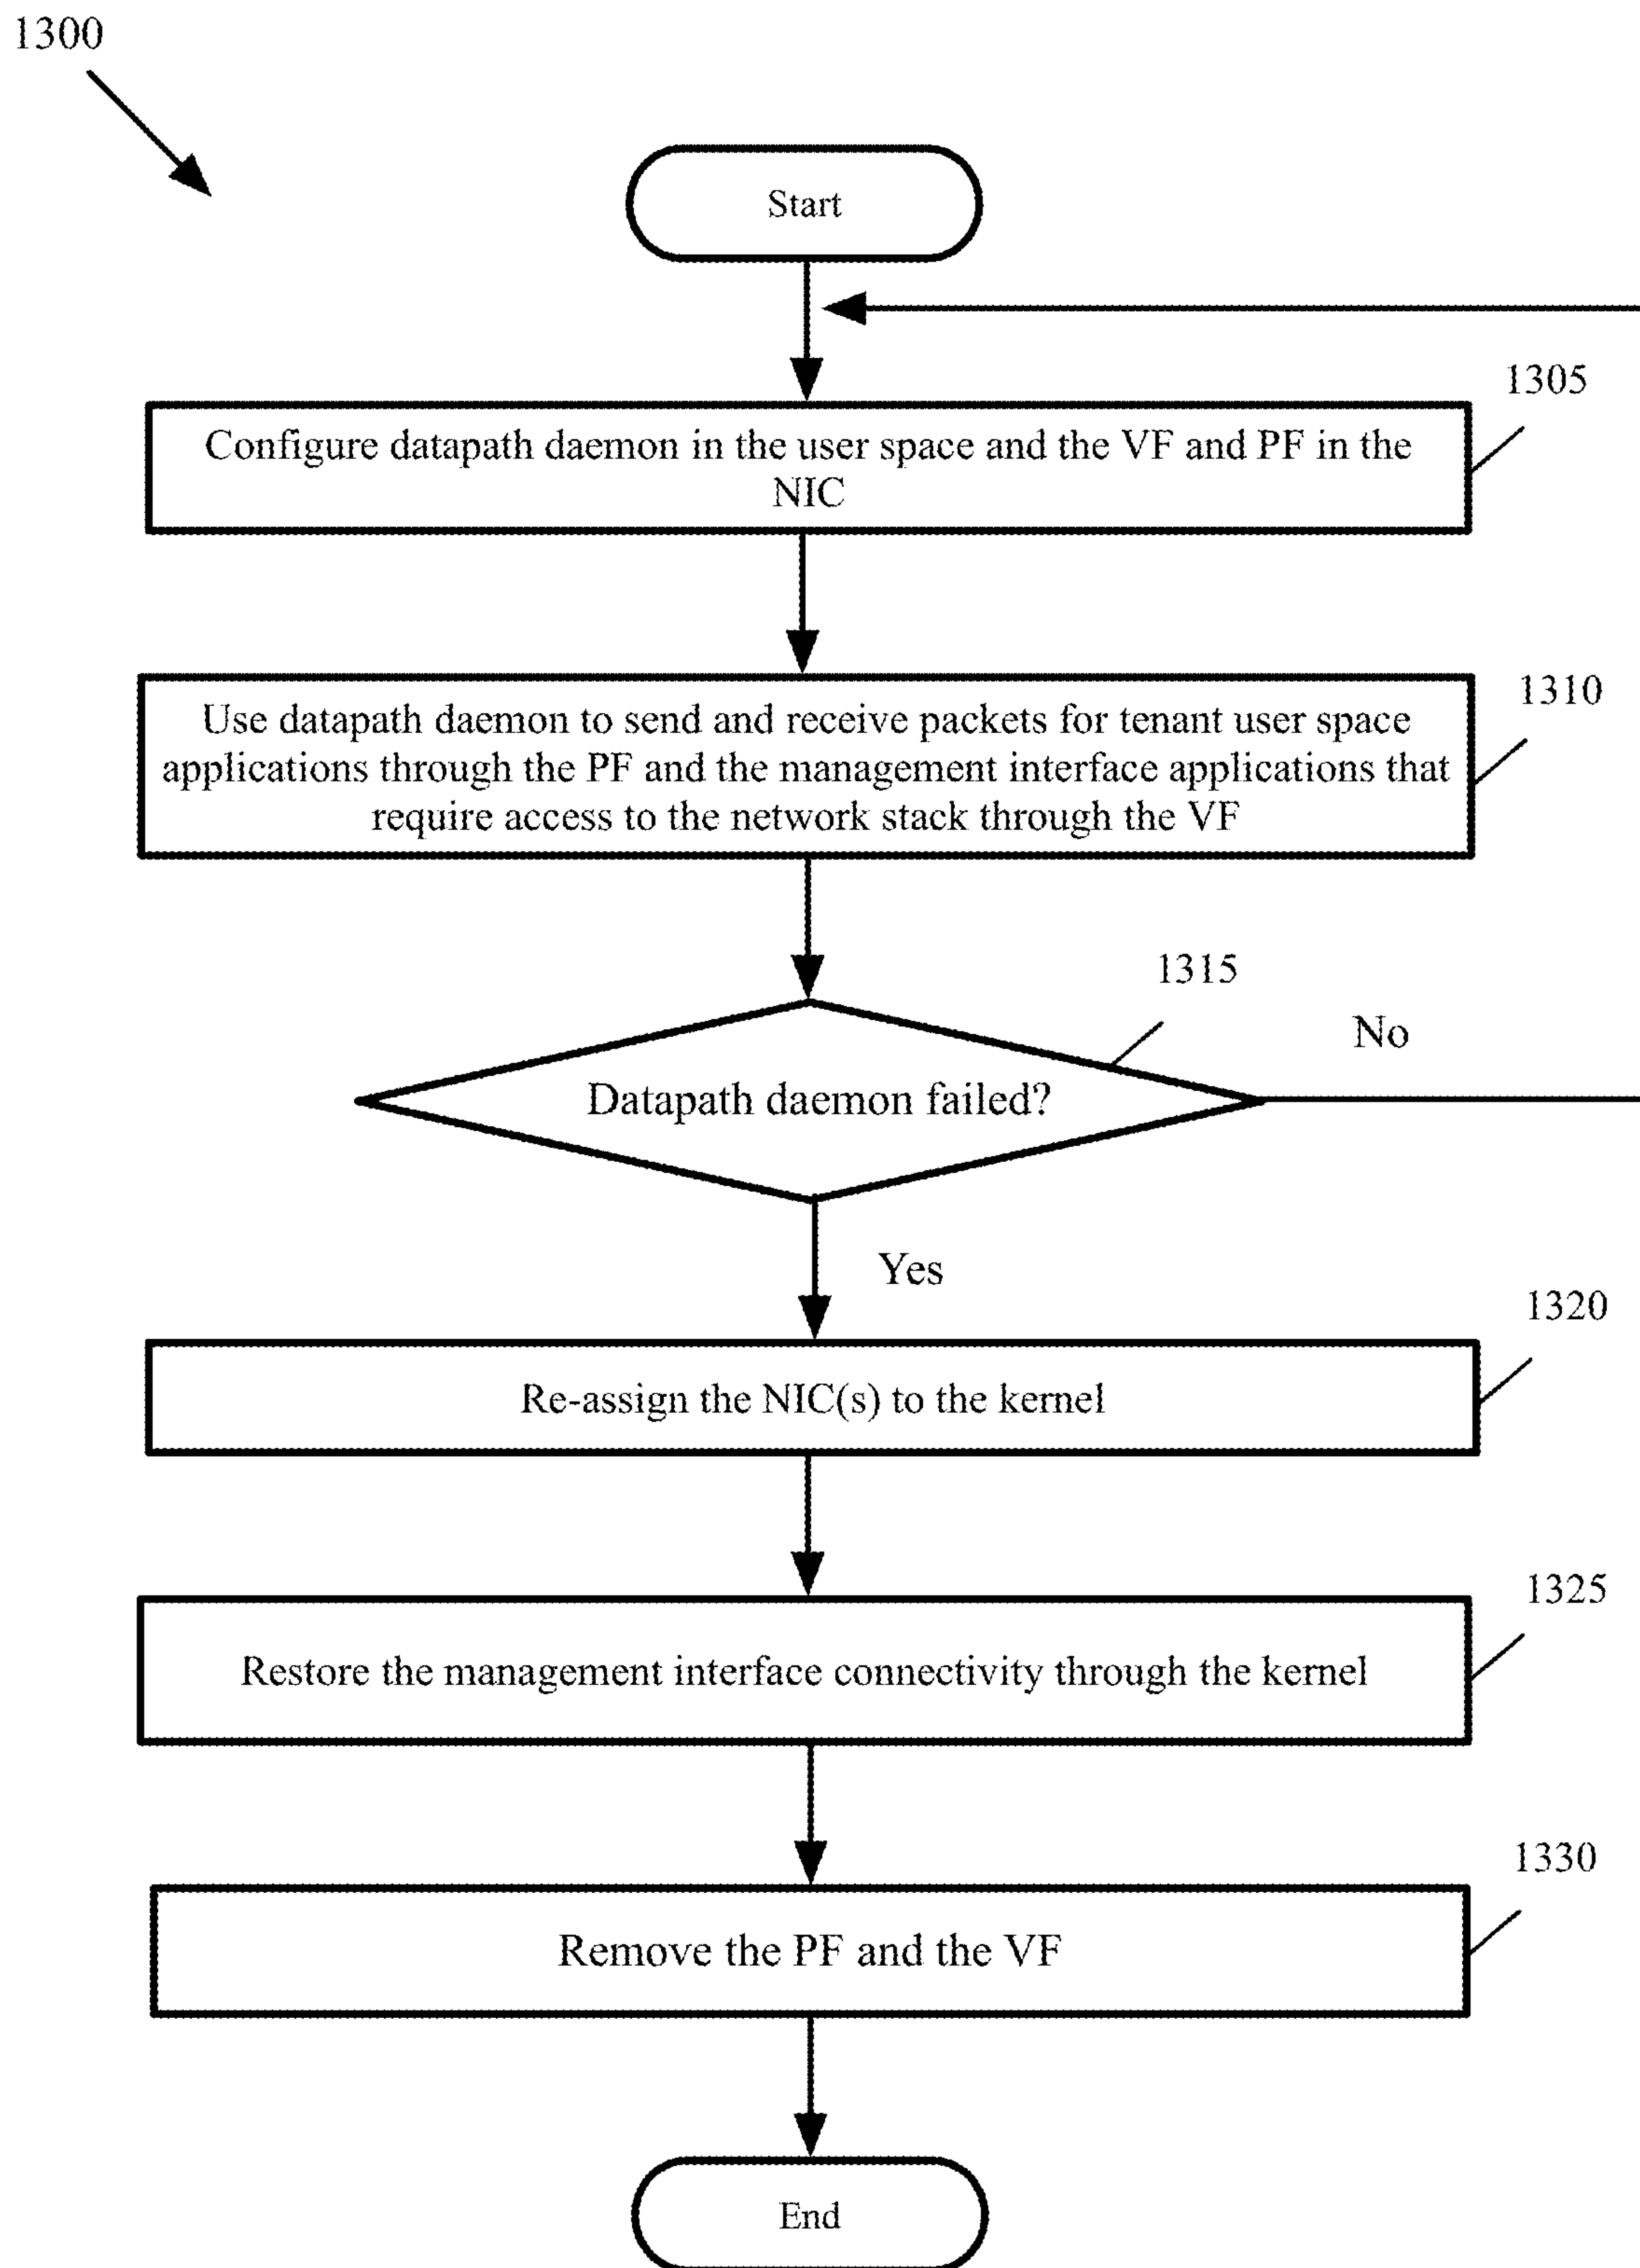 1300
Start
1305
Configure datapath daemon in the user space and the VF and PF in the
NIC
1310
Use datapath daemon to send and receive packets for tenant user space
applications through the PF and the management interface applications that
require access to the network stack through the VF
1315
No
Datapath daemon failed?
Yes
1320
Re-assign the NIC(s) to the kernel
1325
Restore the management interface connectivity through the kernel
1330
Remove the PF and the VF
End